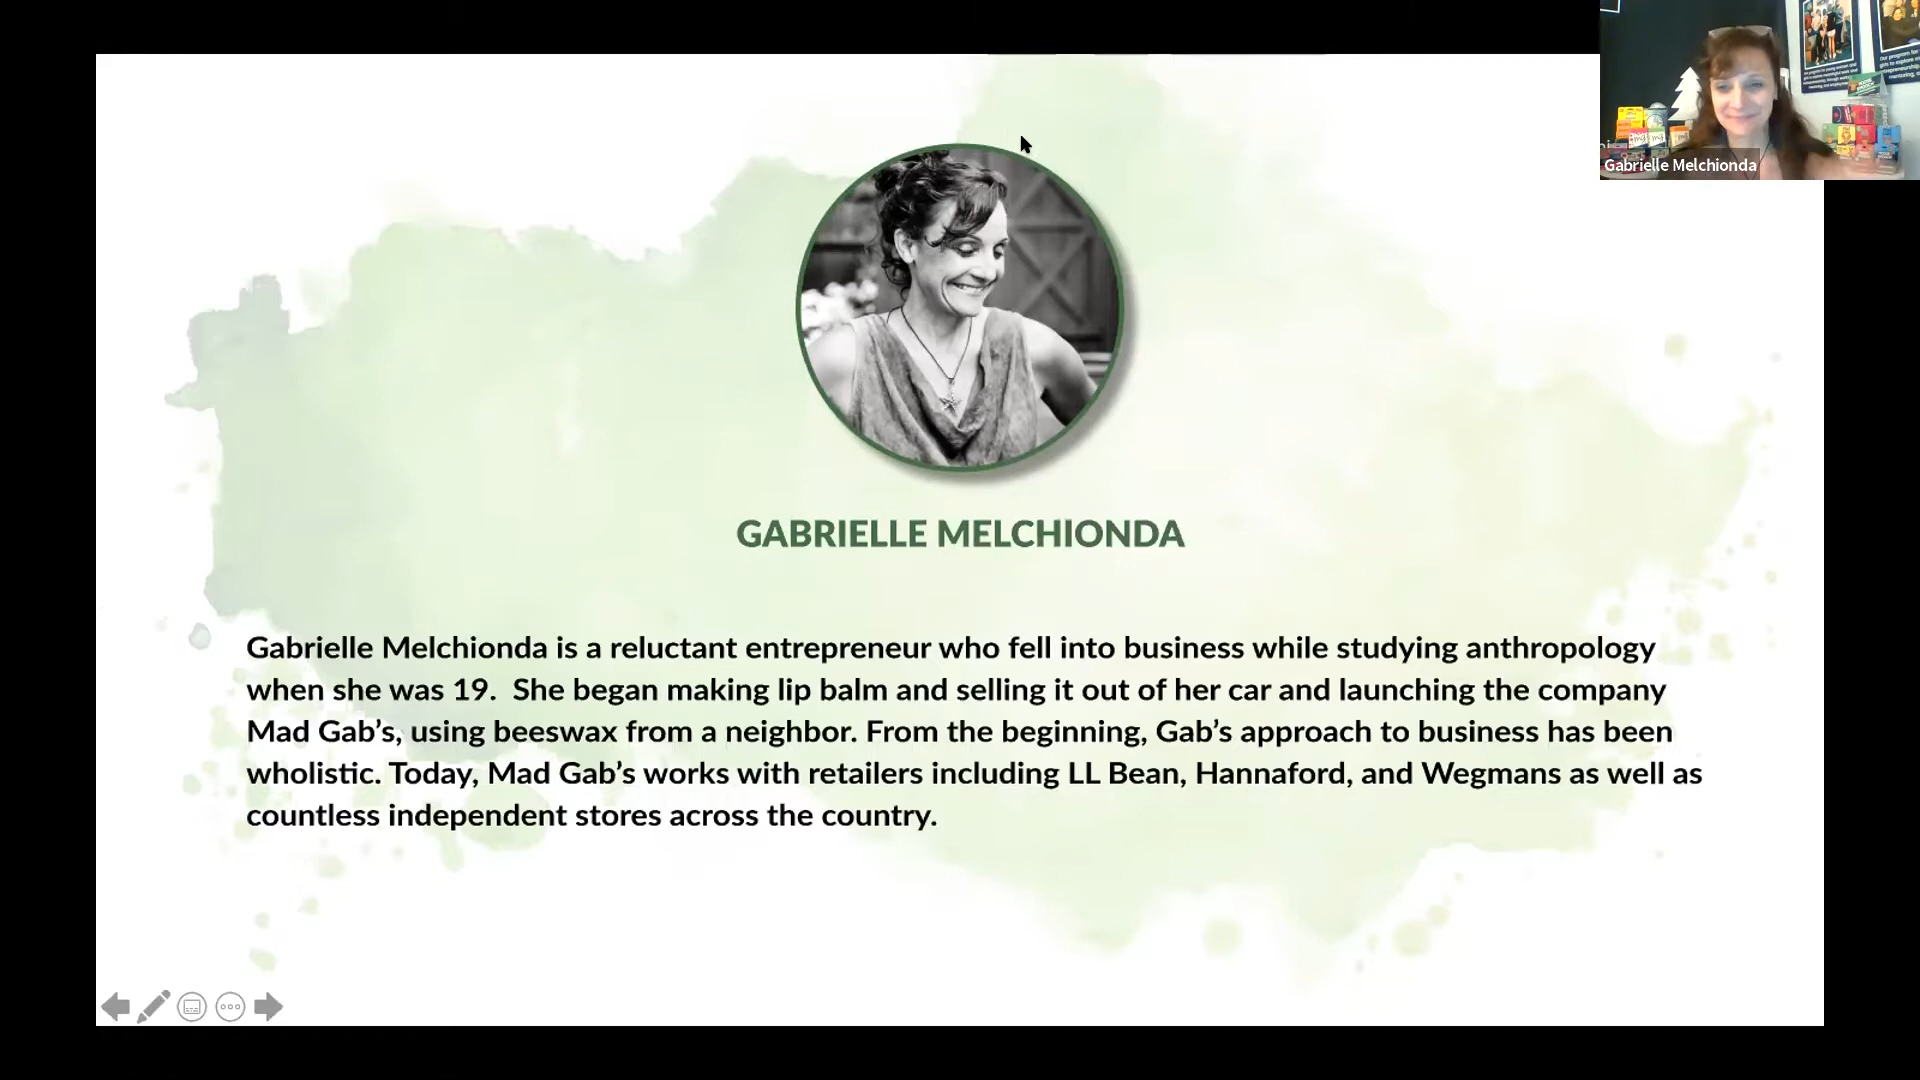 Gabrielle Melchionda
GABRIELLE MELCHIONDA
Gabrielle Melchionda is a reluctant entrepreneur who fell into business while studying anthropology
when she was 19.  She began making lip balm and selling it out of her car and launching the company
Mad Gab’s, using beeswax from a neighbor. From the beginning, Gab’s approach to business has been
wholistic. Today, Mad Gab’s works with retailers including LL Bean, Hannaford, and Wegmans as well as
countless independent stores across the country.